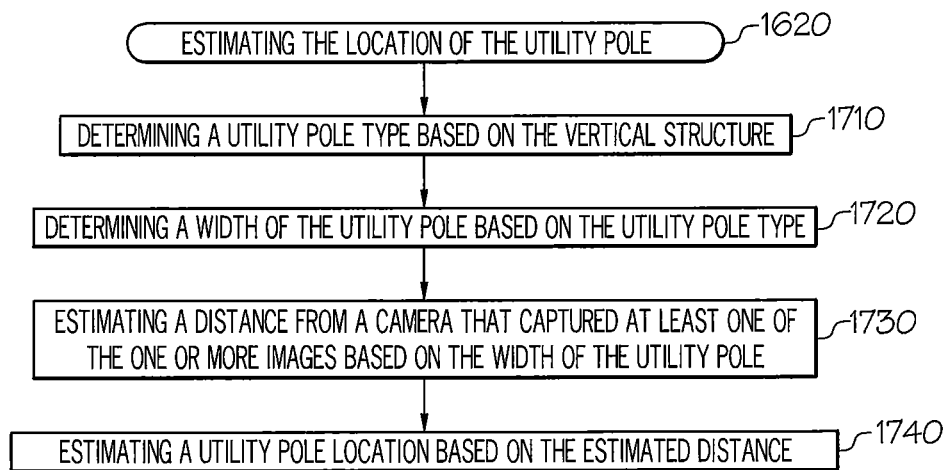 ESTIMATING THE LOCATION OF THE UTILITY POLE
1620
DETERMINING A UTILITY POLE TYPE BASED ON THE VERTICAL STRUCTURE
1710
DETERMINING A WIDTH OF THE UTILITY POLE BASED ON THE UTILITY POLE TYPE
1720
ESTIMATING A DISTANCE FROM A CAMERA THAT CAPTURED AT LEAST ONE OF
THE ONE OR MORE IMAGES BASED ON THE WIDTH OF THE UTILITY POLE
1730
ESTIMATING A UTILITY POLE LOCATION BASED ON THE ESTIMATED DISTANCE
1740